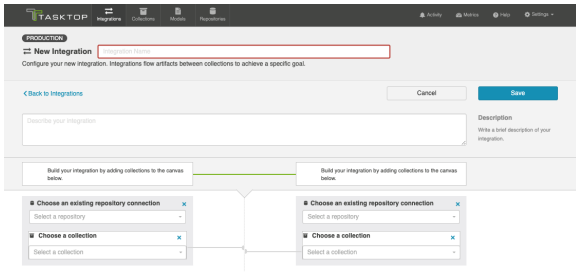 TASKTOP
Integrations
Collections
Models
Repositories
Activity
Metrics
Help
Settings
PRODUCTION
New Integration
Integration Name
Configure your new integration. Integrations flow artifacts between collections to achieve a specific goal.
Back to Integrations
Cancel
Save
Describe your integration
Description
Write a brief description of your
integration.
Build your integration by adding collections to the canvas
below.
Build your integration by adding collections to the canvas
below.
Choose an existing repository connection
Select a repository
Choose a collection
Select a collection
Choose an existing repository connection
Select a repository
Choose a collection
Select a collection